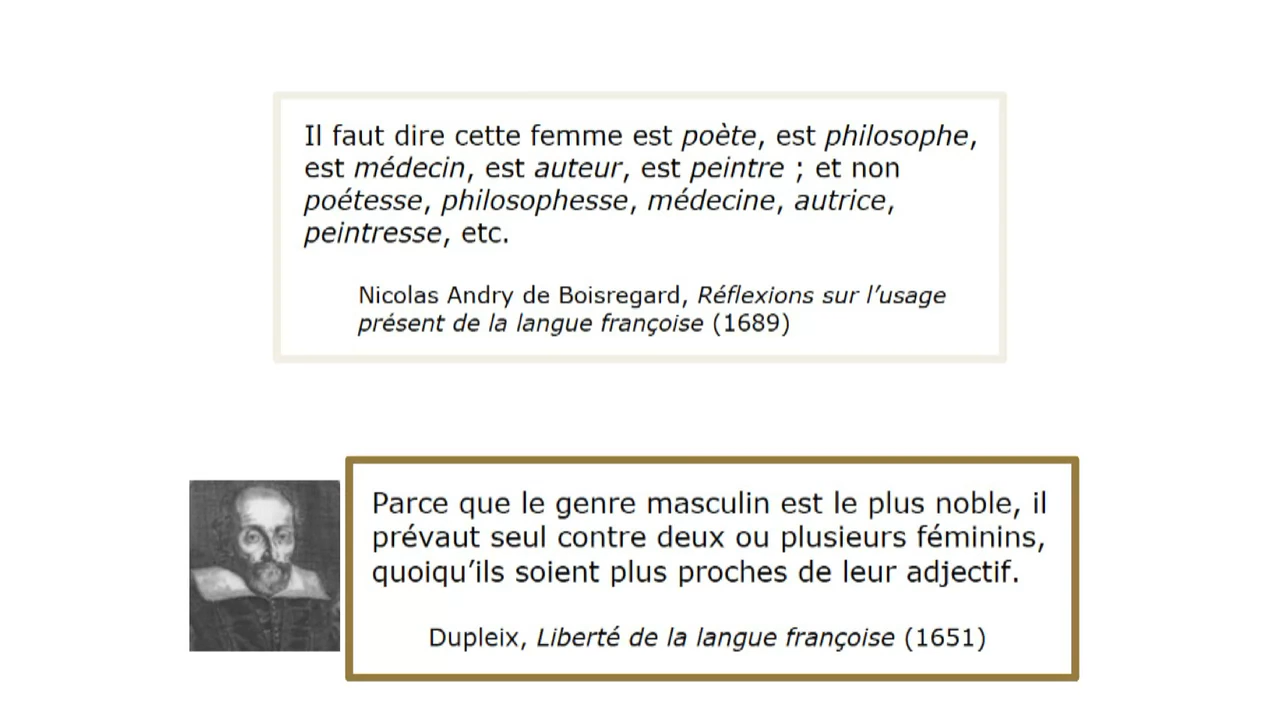 Il faut dire cette femme est poète, est philosophe,
est médecin, est auteur, est peintre ; et non
poétesse, philosophesse, médecine, autrice,
peintresse, etc.
Nicolas Andry de Boisregard, Réflexions sur l’usage
présent de la langue françoise (1689)
Parce que le genre masculin est le plus noble, il
prévaut seul contre deux ou plusieurs féminins,
quoiqu’ils soient plus proches de leur adjectif.
Dupleix, Liberté de la langue françoise (1651)